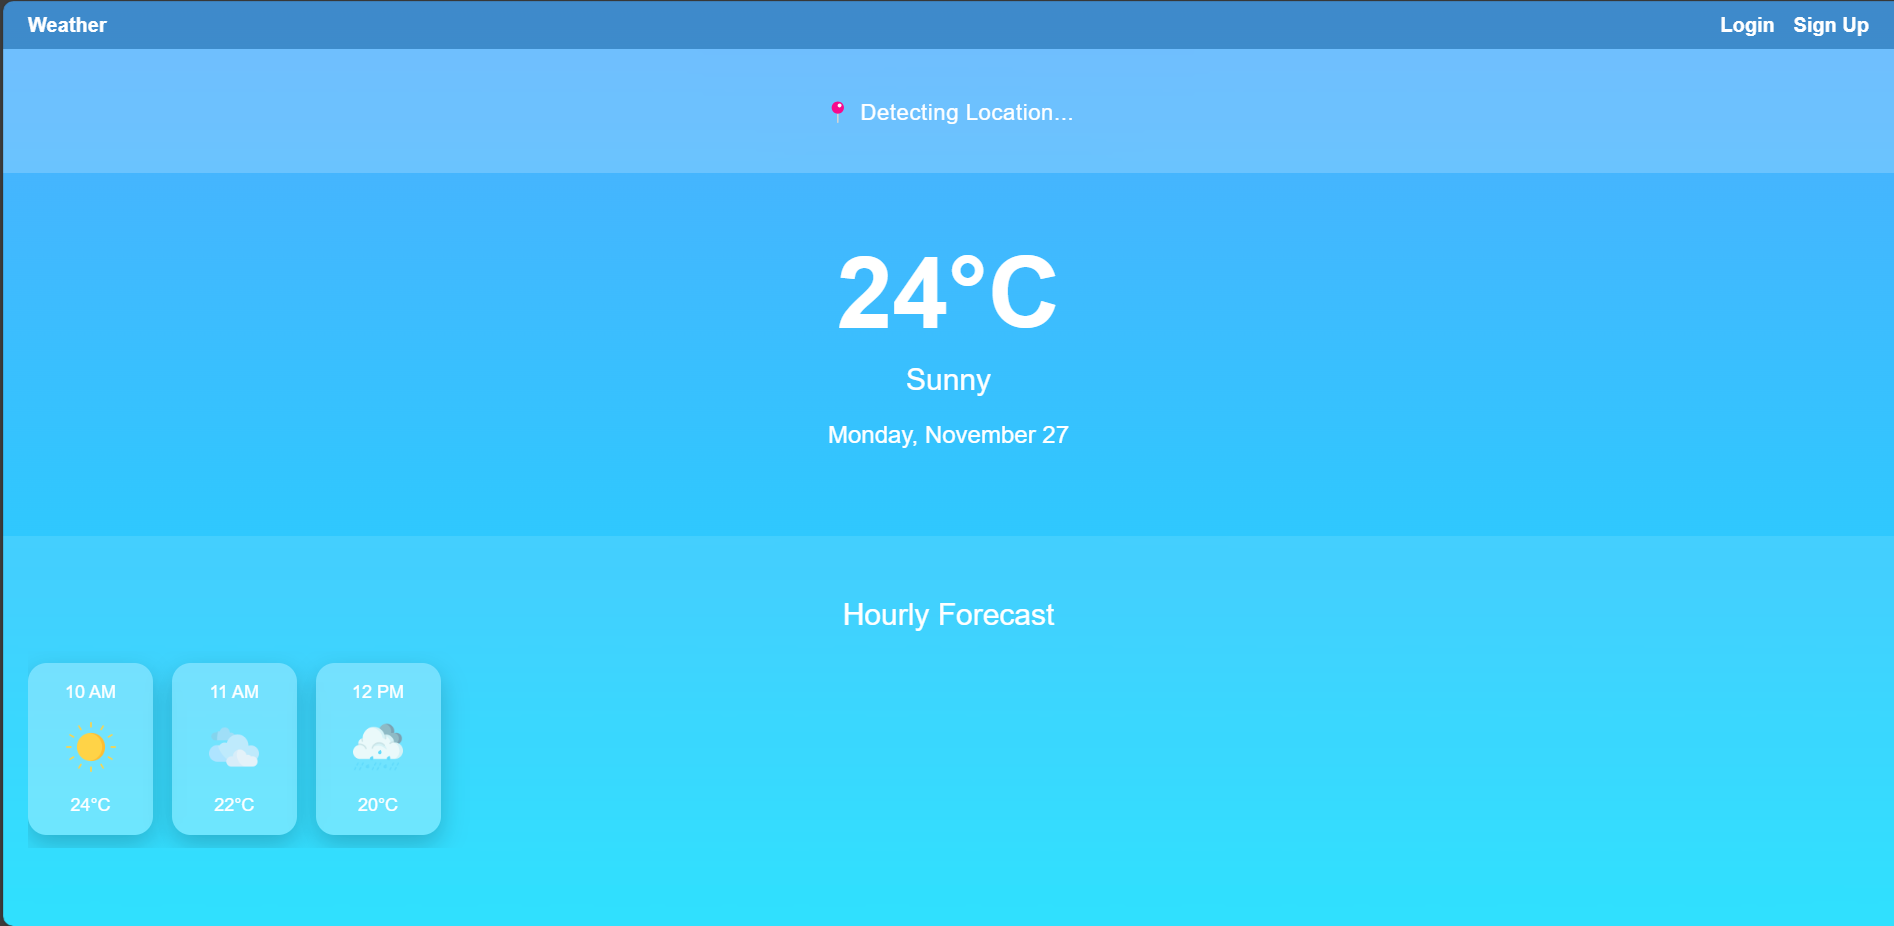 Weather Login Sign Up
Detecting Location...
24°C
Sunny
Monday, November 27
Hourly Forecast
10 AM 11 AM 12 PM
24°C 22°C 20°C